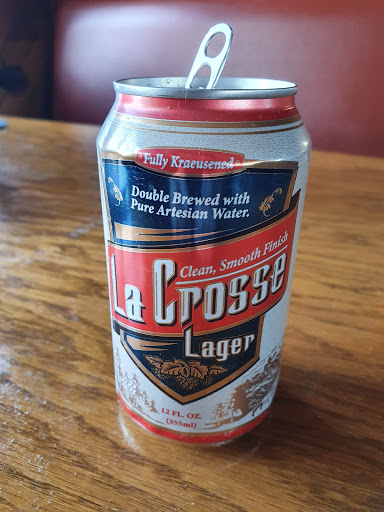 Fully Kraeusened
Double Brewed with
Pure Artesian Water.
Clean, Smooth Finish
La Crosse
Lager
12 FL. OZ.
(355ml)